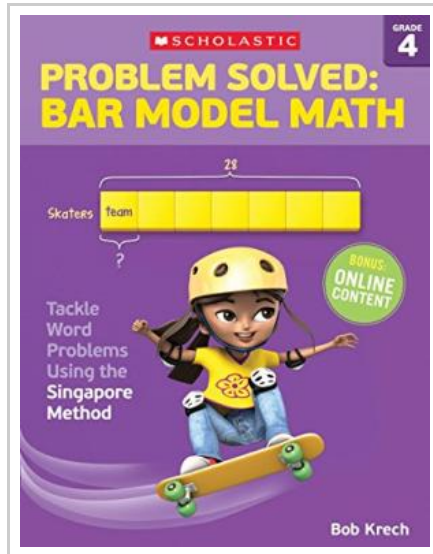 GRADE
4
SCHOLASTIC
PROBLEM SOLVED:
BAR MODEL MATH
28
Skaters team
?
BONUS:
ONLINE
CONTENT
Tackle
Word
Problems
Using the
Singapore
Method
Bob Krech